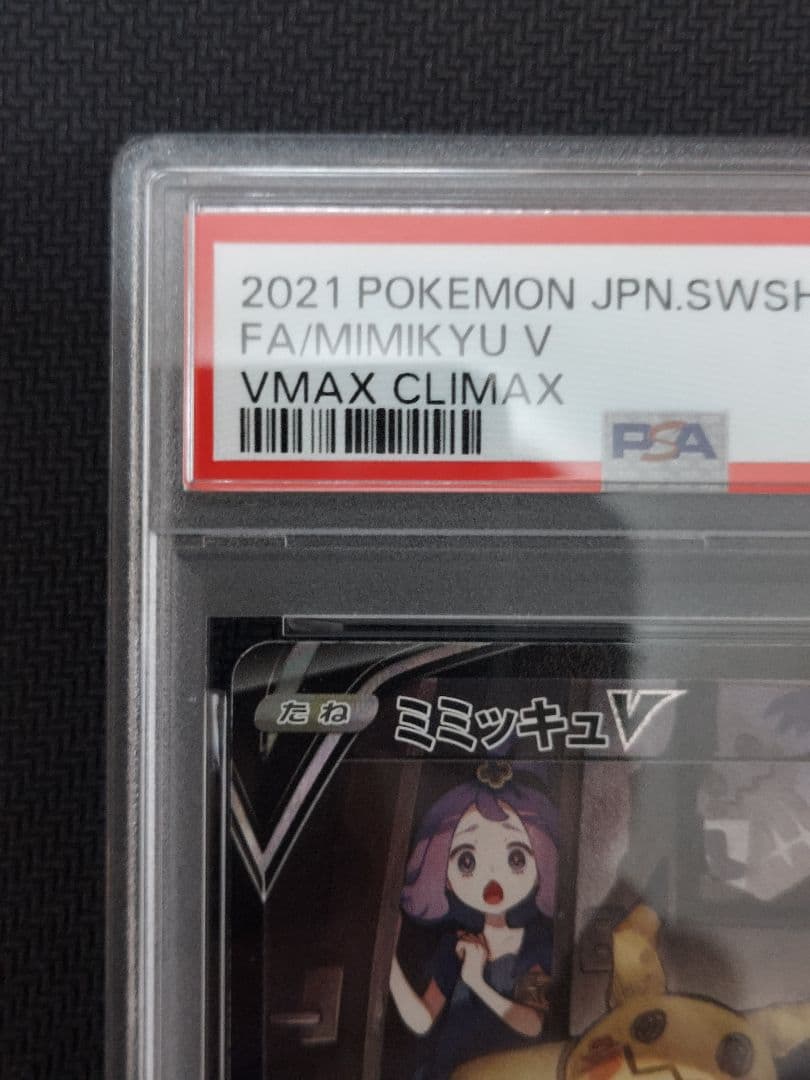 2021 POKEMON JPN.SWSH
FA/MIMIKYU V
VMAX CLIMAX
PSA
たね
ミミッキュV